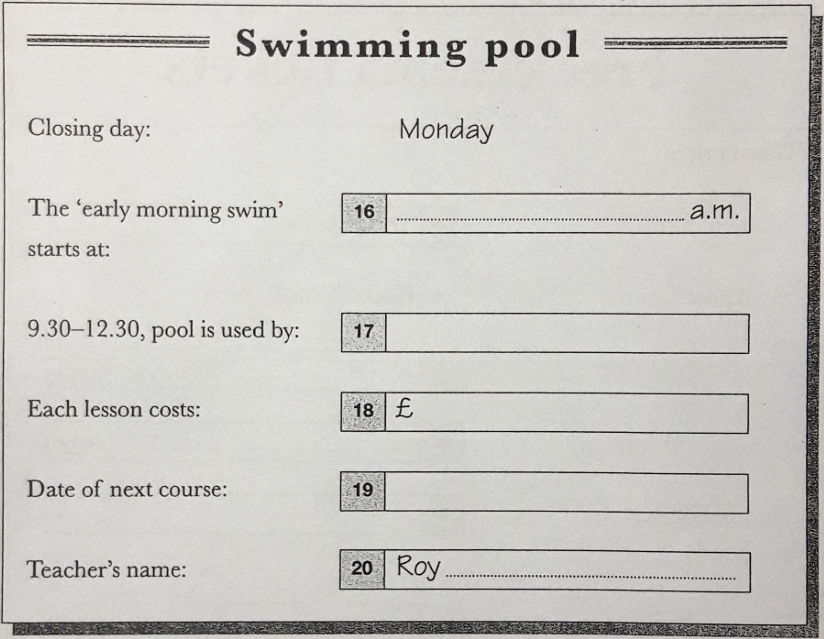 Swimming pool
Closing day: Monday
The ‘early morning swim’ 16 ........................................ a.m.
starts at:
9.30–12.30, pool is used by: 17
Each lesson costs: 18 £
Date of next course: 19
Teacher’s name: 20 Roy ........................................